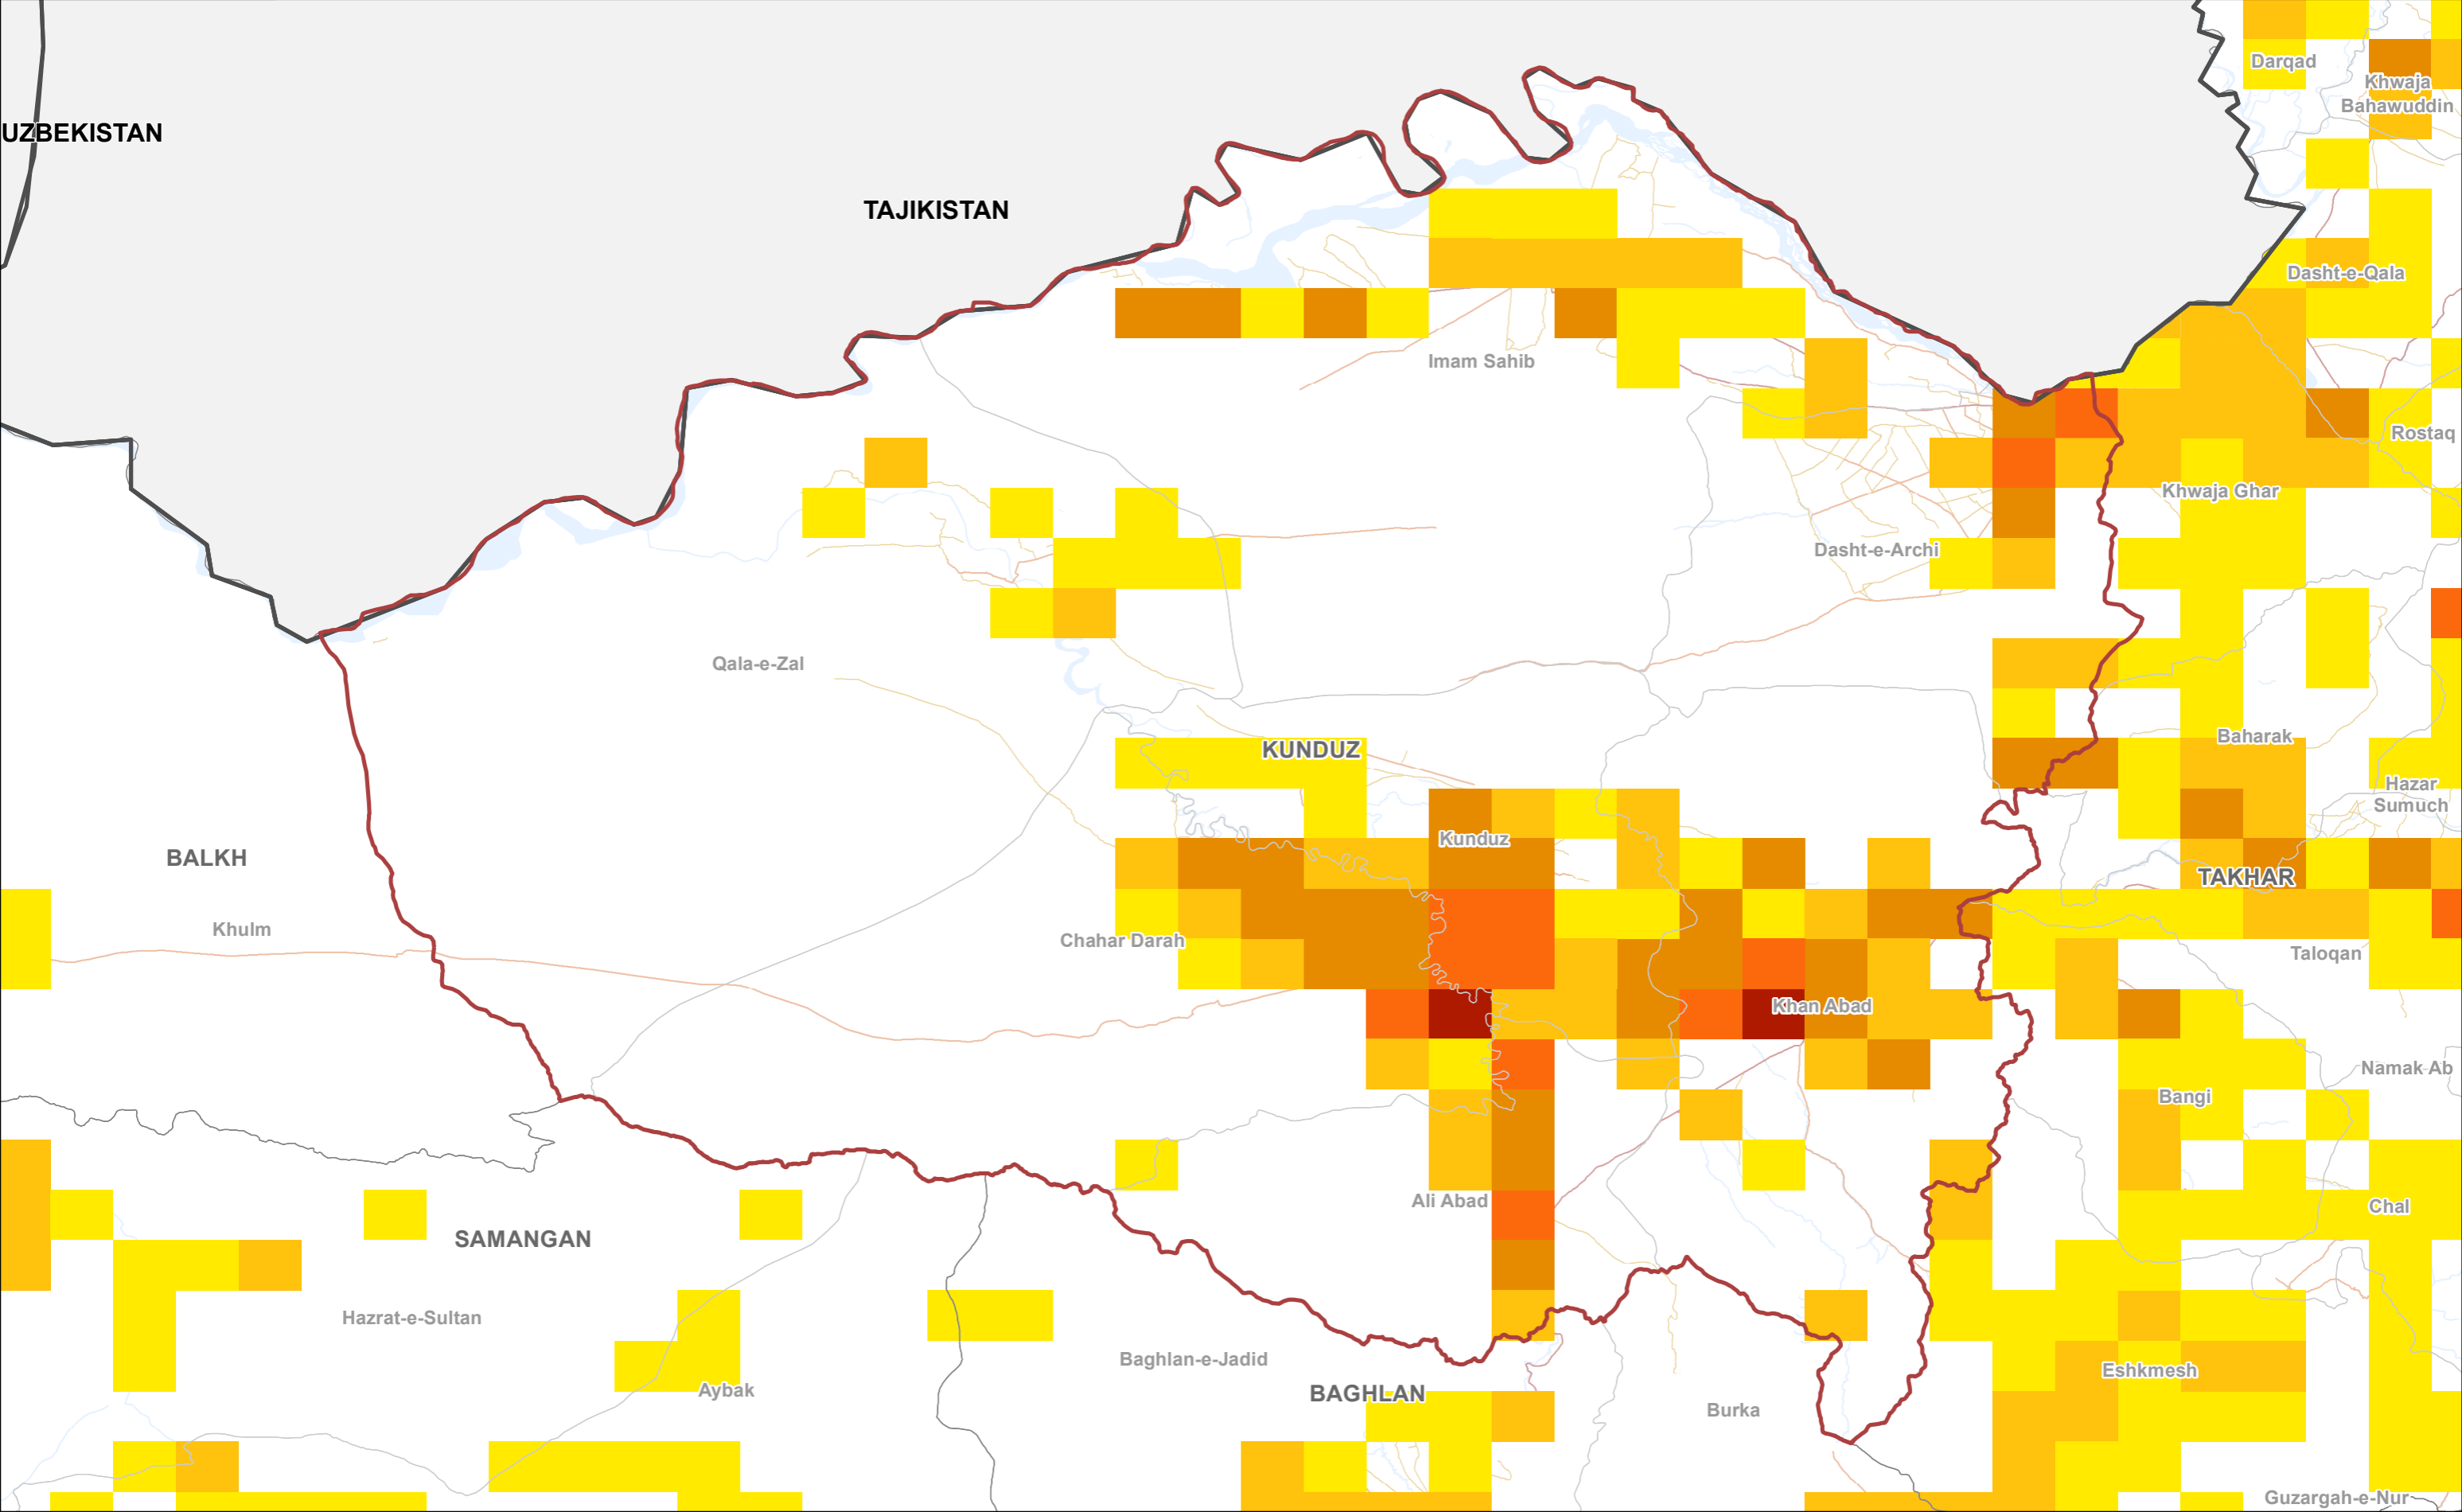 Darqad
Khwaja
Bahawuddin
UZBEKISTAN
TAJIKISTAN
Dasht-e-Qala
Imam Sahib
Rostaq
Khwaja Ghar
Dasht-e-Archi
Qala-e-Zal
Baharak
KUNDUZ
Hazar
Sumuch
Kunduz
BALKH
TAKHAR
Khulm
Chahar Darah
Taloqan
Khan Abad
Namak Ab
Bangi
Ali Abad
Chal
SAMANGAN
Hazrat-e-Sultan
Baghlan-e-Jadid
Eshkmesh
Aybak
BAGHLAN
Burka
Guzargah-e-Nur